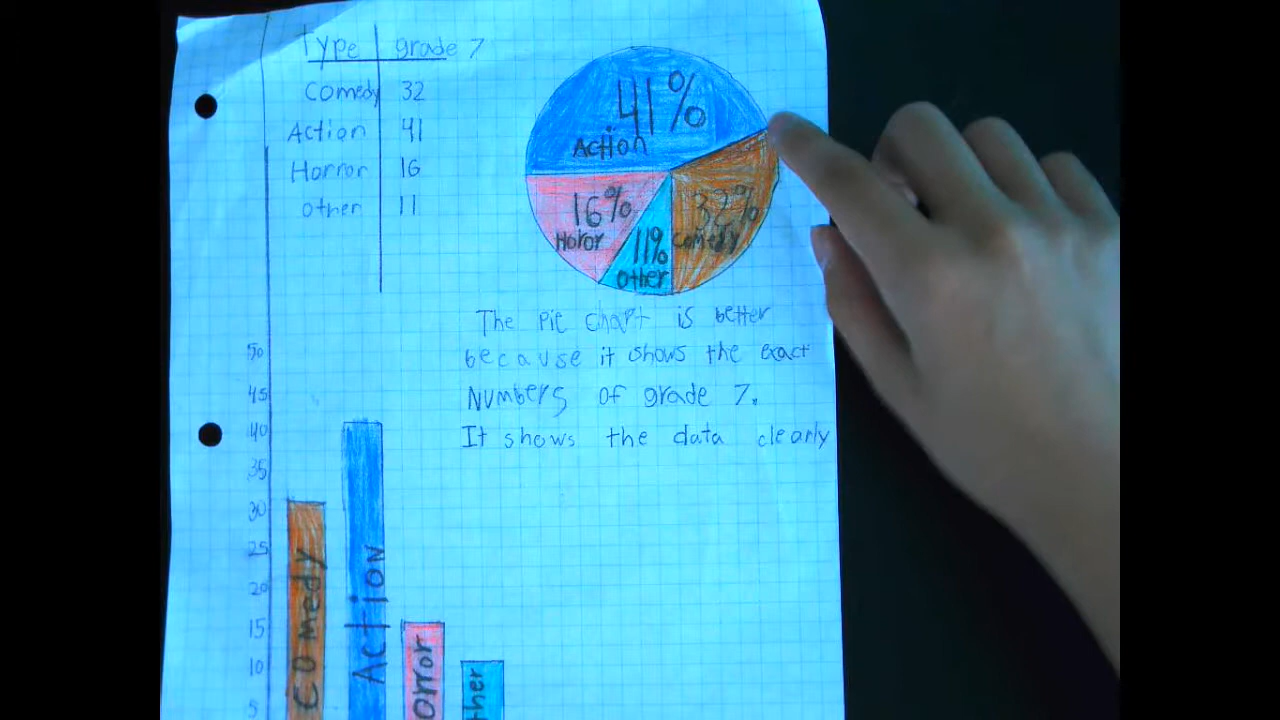 Type grade 7
Comedy 32
Action 41
Horror 16
other 11
41%
Action
16%
Horor
11%
Other
32%
Comedy
The pie chart is better
because it shows the exact
Numbers of grade 7.
It shows the data clearly
50
45
40
35
30
25
20
15
10
5
Comedy
Action
orror
ther